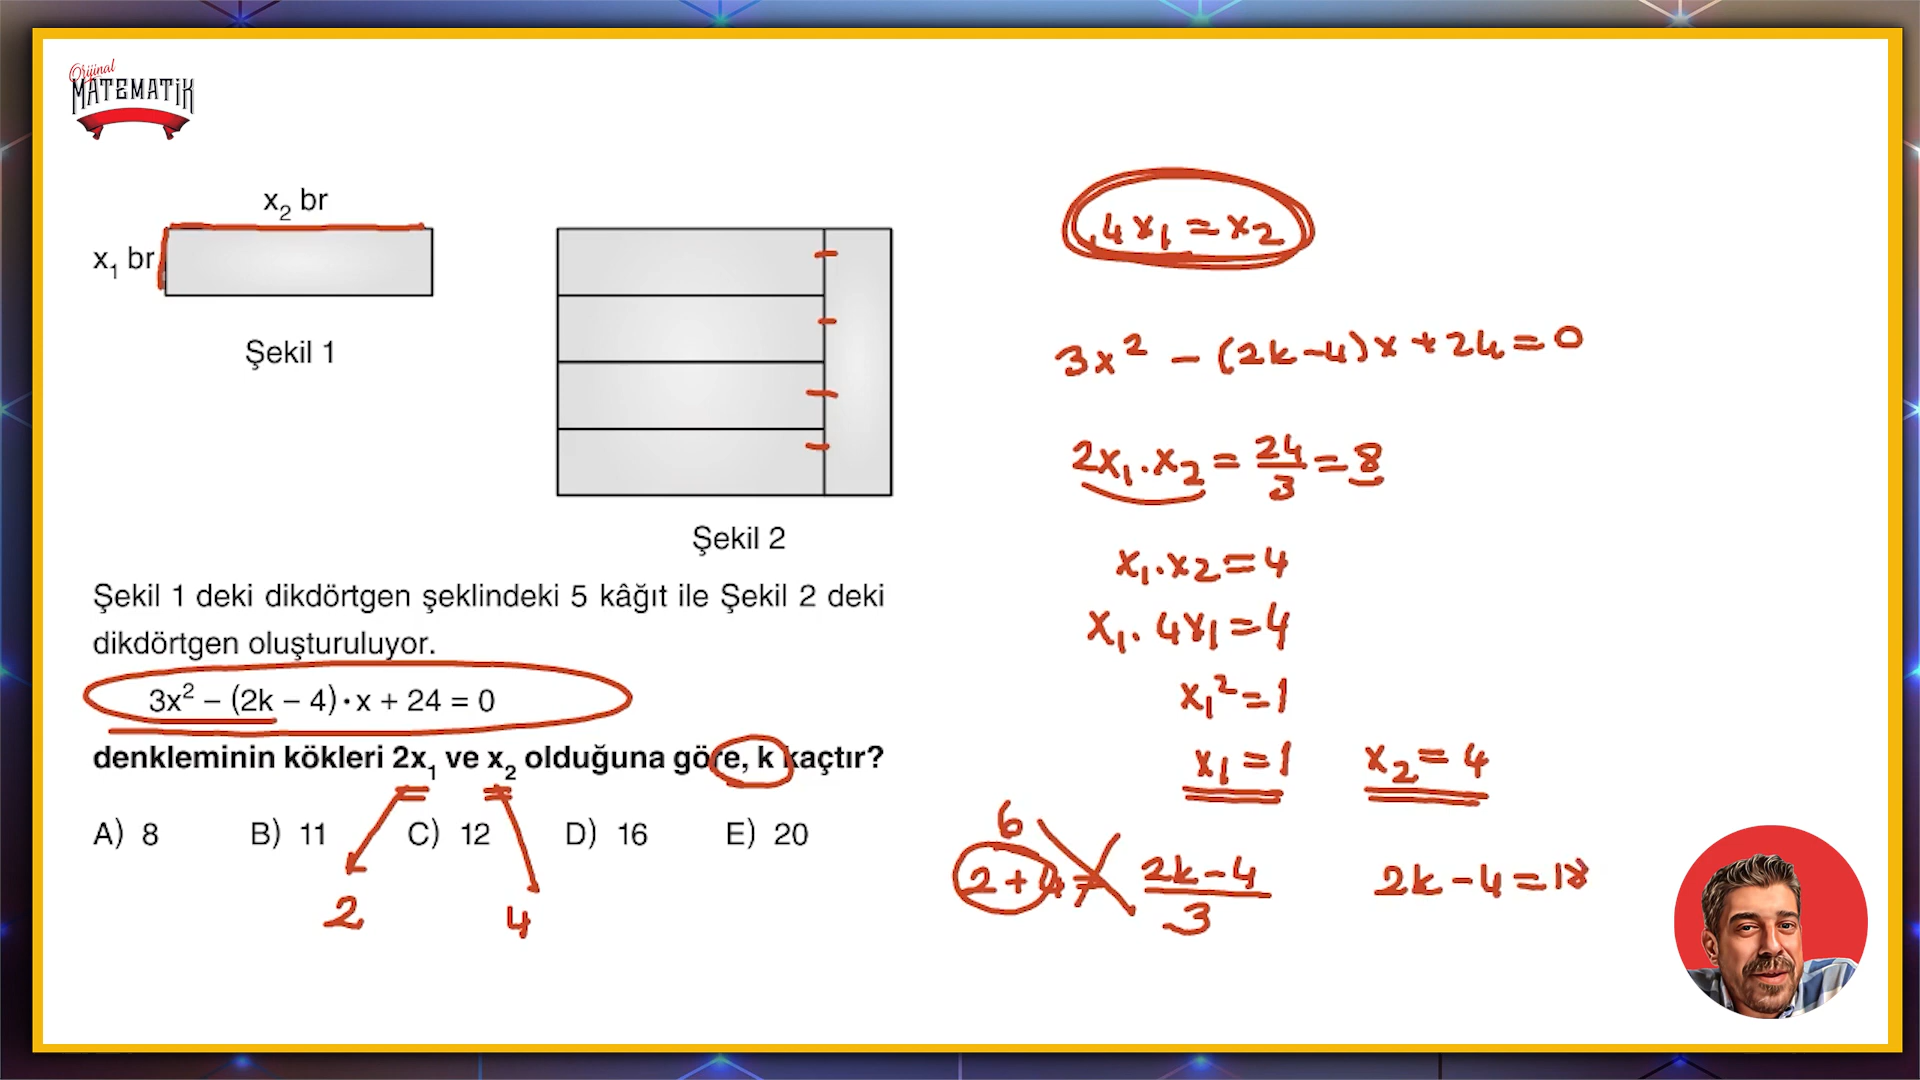 Orijinal
MATEMATİK
x₂ br
x₁ br
Şekil 1
Şekil 2
Şekil 1 deki dikdörtgen şeklindeki 5 kâğıt ile Şekil 2 deki
dikdörtgen oluşturuluyor.
3x² – (2k – 4)·x + 24 = 0
denkleminin kökleri 2x₁ ve x₂ olduğuna göre, k kaçtır?
A) 8 B) 11 C) 12 D) 16 E) 20
2 4
4x₁ = x₂
3x² – (2k–4)x + 24 = 0
2x₁·x₂ = 24/3 = 8
x₁·x₂ = 4
x₁·4x₁ = 4
x₁² = 1
x₁ = 1 x₂ = 4
6
2+4 = 2k–4/3 2k–4 = 18